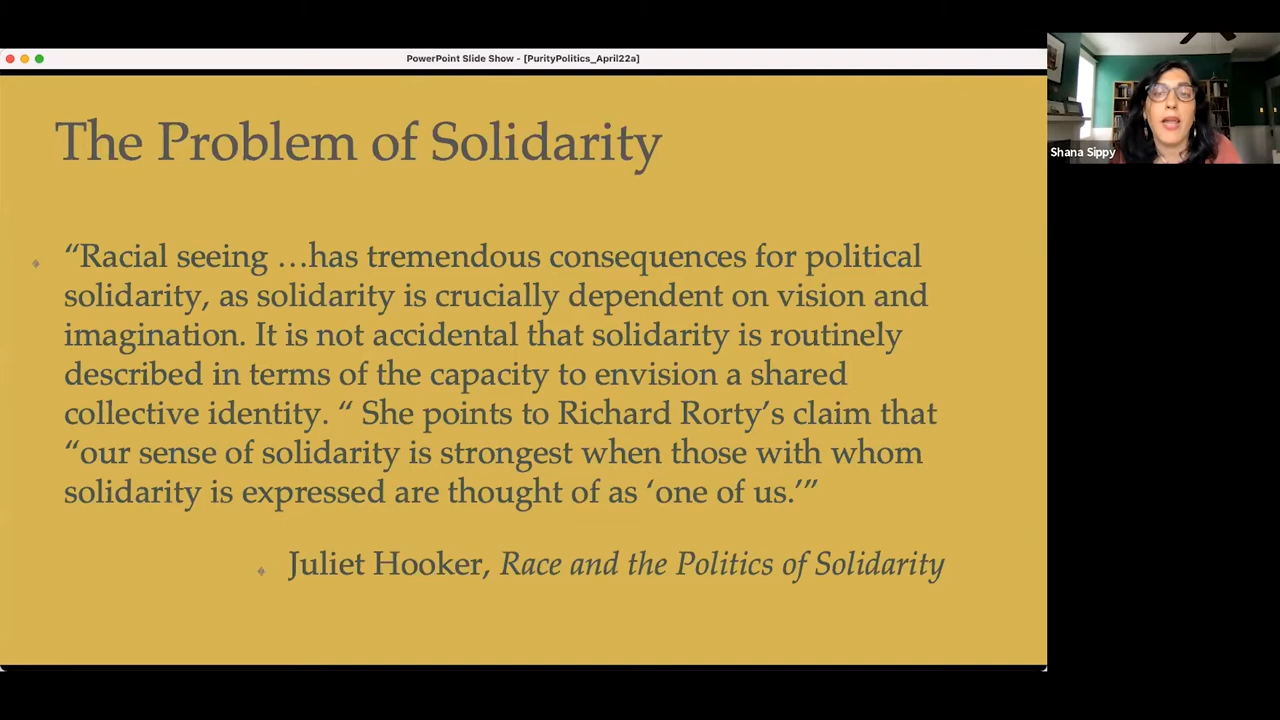 PowerPoint Slide Show - [PurityPolitics_April22a]
The Problem of Solidarity
“Racial seeing …has tremendous consequences for political
solidarity, as solidarity is crucially dependent on vision and
imagination. It is not accidental that solidarity is routinely
described in terms of the capacity to envision a shared
collective identity. “ She points to Richard Rorty’s claim that
“our sense of solidarity is strongest when those with whom
solidarity is expressed are thought of as ‘one of us.’”
Juliet Hooker, Race and the Politics of Solidarity
Shana Sippy